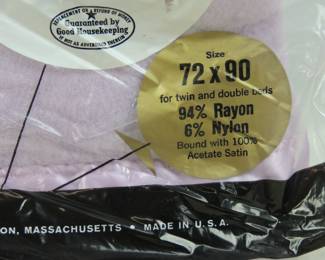 REPLACEMENT OR A REFUND OF MONEY
Guaranteed by
Good Housekeeping
IF NOT AS ADVERTISED THEREIN
Size
72 x 90
for twin and double beds
94% Rayon
6% Nylon
Bound with 100%
Acetate Satin
ON, MASSACHUSETTS • MADE IN U.S.A.